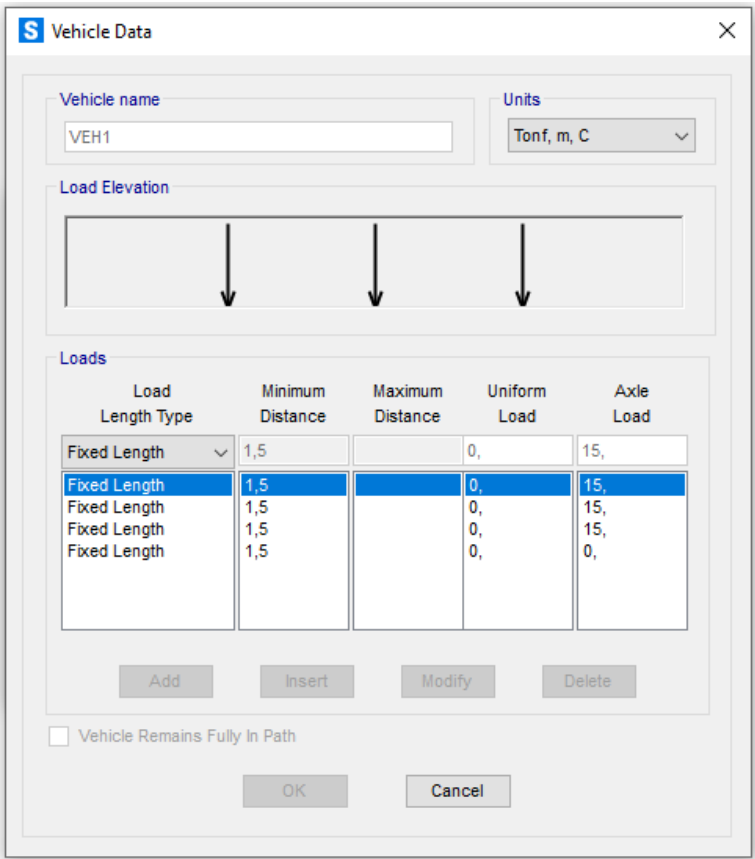 S Vehicle Data
Vehicle name
Units
VEH1
Tonf, m, C
Load Elevation
Loads
Load Length Type
Minimum Distance
Maximum Distance
Uniform Load
Axle Load
Fixed Length 1,5 0, 15,
Fixed Length 1,5 0, 15,
Fixed Length 1,5 0, 15,
Fixed Length 1,5 0, 15,
Fixed Length 1,5 0, 0,
Add Insert Modify Delete
Vehicle Remains Fully In Path
OK Cancel